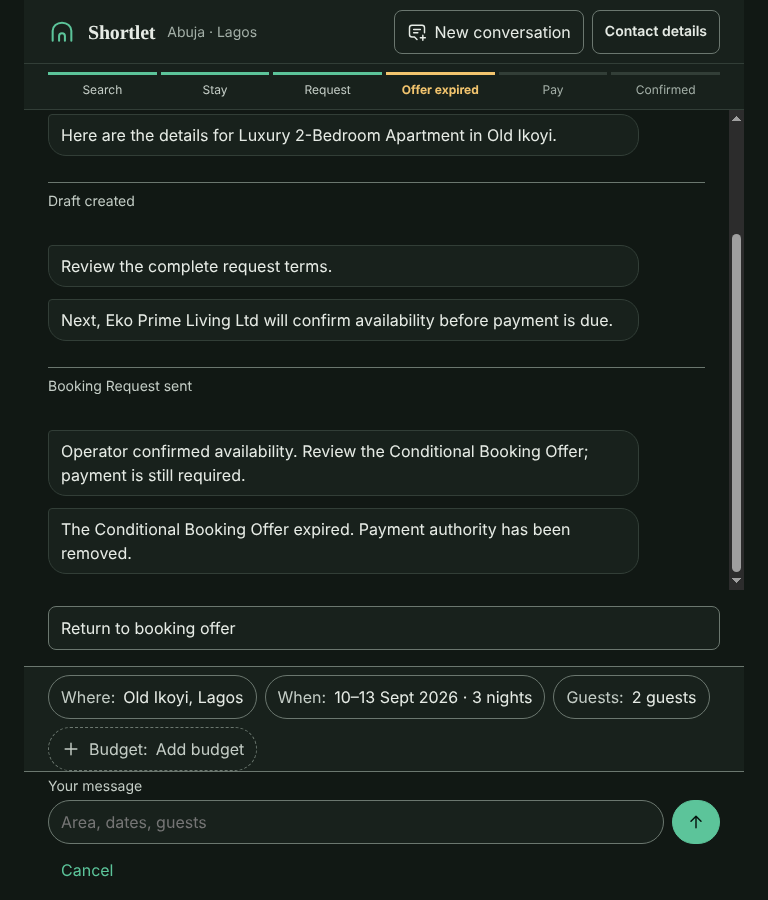 Shortlet
Abuja · Lagos
New conversation
Contact details
Search
Stay
Request
Offer expired
Pay
Confirmed
Here are the details for Luxury 2-Bedroom Apartment in Old Ikoyi.
Draft created
Review the complete request terms.
Next, Eko Prime Living Ltd will confirm availability before payment is due.
Booking Request sent
Operator confirmed availability. Review the Conditional Booking Offer;
payment is still required.
The Conditional Booking Offer expired. Payment authority has been
removed.
Return to booking offer
Where: Old Ikoyi, Lagos
When: 10–13 Sept 2026 · 3 nights
Guests: 2 guests
Budget: Add budget
Your message
Area, dates, guests
Cancel